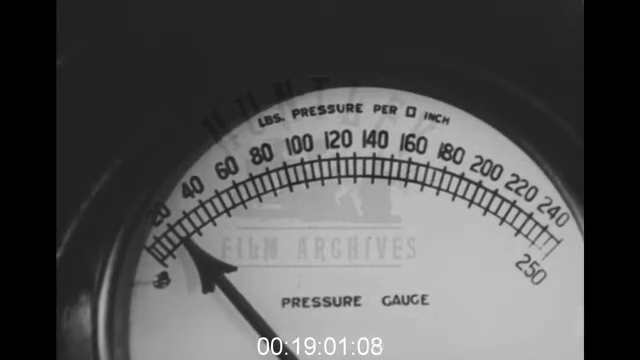 HUNTLEY
LBS. PRESSURE PER □ INCH
20 40 60 80 100 120 140 160 180 200 220 240
250
FILM ARCHIVES
PRESSURE GAUGE
00:19:01:08